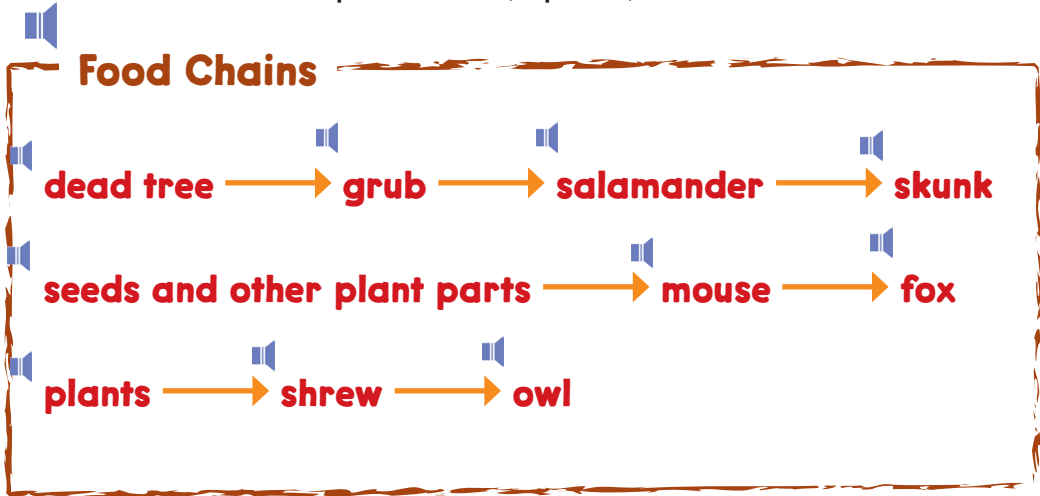 Food Chains
dead tree → grub → salamander → skunk
seeds and other plant parts → mouse → fox
plants → shrew → owl